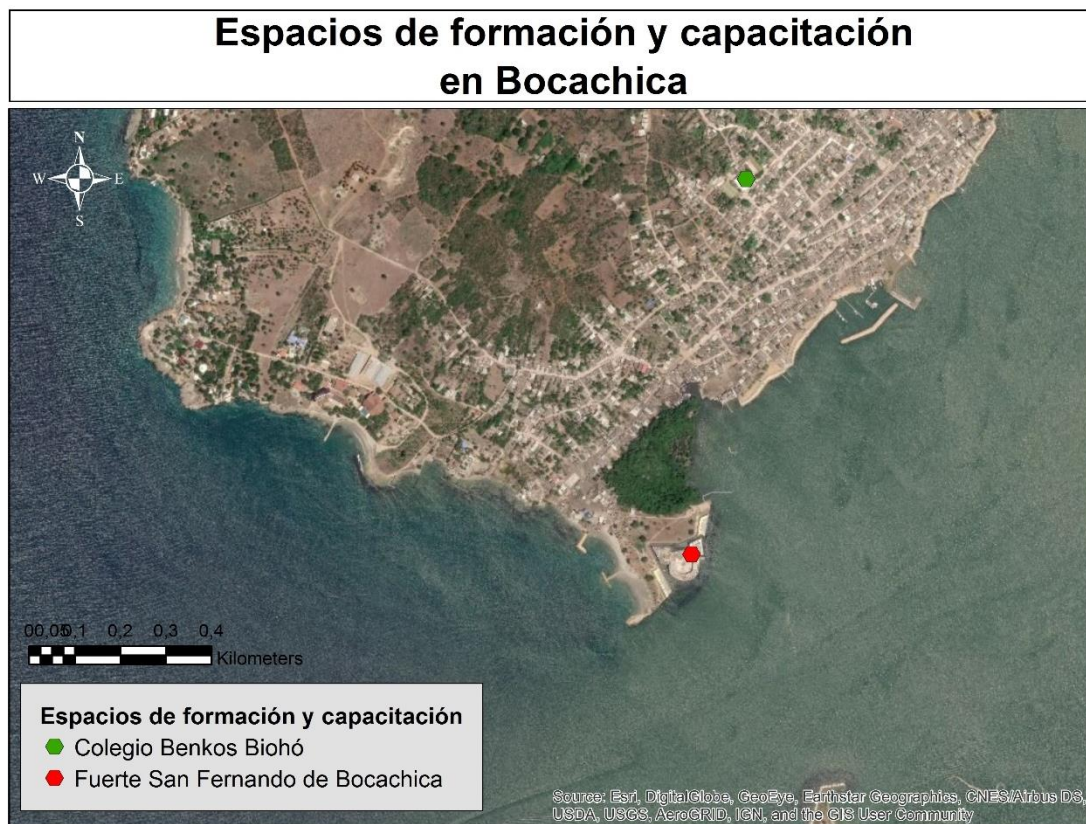 Espacios de formación y capacitación
en Bocachica
N
W E
S
00,050,1 0,2 0,3 0,4
Kilometers
Espacios de formación y capacitación
Colegio Benkos Biohó
Fuerte San Fernando de Bocachica
Source: Esri, DigitalGlobe, GeoEye, Earthstar Geographics, CNES/Airbus DS,
USDA, USGS, AeroGRID, IGN, and the GIS User Community